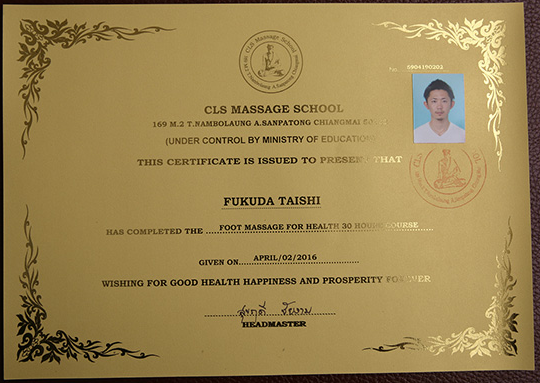 CLS Massage School
No. 5904190202
CLS MASSAGE SCHOOL
169 M.2 T.NAMBOLAUNG A.SANPATONG CHIANGMAI
(UNDER CONTROL BY MINISTRY OF EDUCATION)
THIS CERTIFICATE IS ISSUED TO PRESENT THAT
FUKUDA TAISHI
HAS COMPLETED THE FOOT MASSAGE FOR HEALTH 30 HOURS COURSE
GIVEN ON APRIL/02/2016
WISHING FOR GOOD HEALTH HAPPINESS AND PROSPERITY FOREVER
HEADMASTER